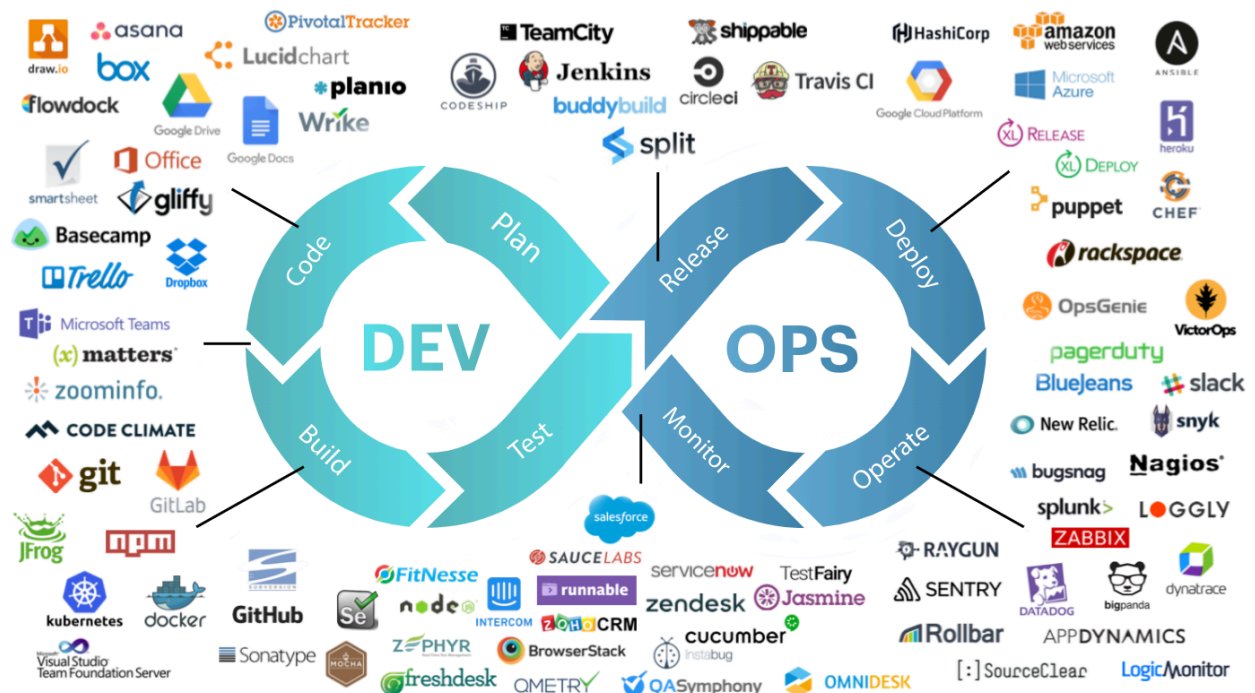 PivotalTracker
asana
draw.io
box
Lucidchart
flowdock
Google Drive
planio
Google Docs
Wrike
smartsheet
Office
gliffy
Basecamp
Trello
Dropbox
Microsoft Teams
(x)matters
zoominfo.
CODE CLIMATE
git
GitLab
JFrog
npm
kubernetes
docker
SUBVERSION
GitHub
Microsoft
Visual Studio
Team Foundation Server
Sonatype
TC
TeamCity
shippable
CODESHIP
Jenkins
circleci
Travis CI
buddybuild
split
HashiCorp
amazon
web services
ANSIBLE
Google Cloud Platform
Microsoft
Azure
XL RELEASE
heroku
XL DEPLOY
puppet
CHEF
rackspace
OpsGenie
VictorOps
pagerduty
BlueJeans
slack
New Relic.
snyk
bugsnag
Nagios®
splunk>
LOGGLY
ZABBIX
RAYGUN
SENTRY
DATADOG
bigpanda
dynatrace
Rollbar
APPDYNAMICS
[:]SourceClear
LogicMonitor
Code
Plan
Build
Test
DEV
Release
Deploy
Operate
Monitor
OPS
salesforce
SAUCELABS
FitNesse
servicenow
TestFairy
Se
node JS
INTERCOM
runnable
zendesk
Jasmine
ZOHO CRM
cucumber
ZEPHYR
MOCHA
BrowserStack
instabug
freshdesk
QMETRY
QASymphony
OMNIDESK